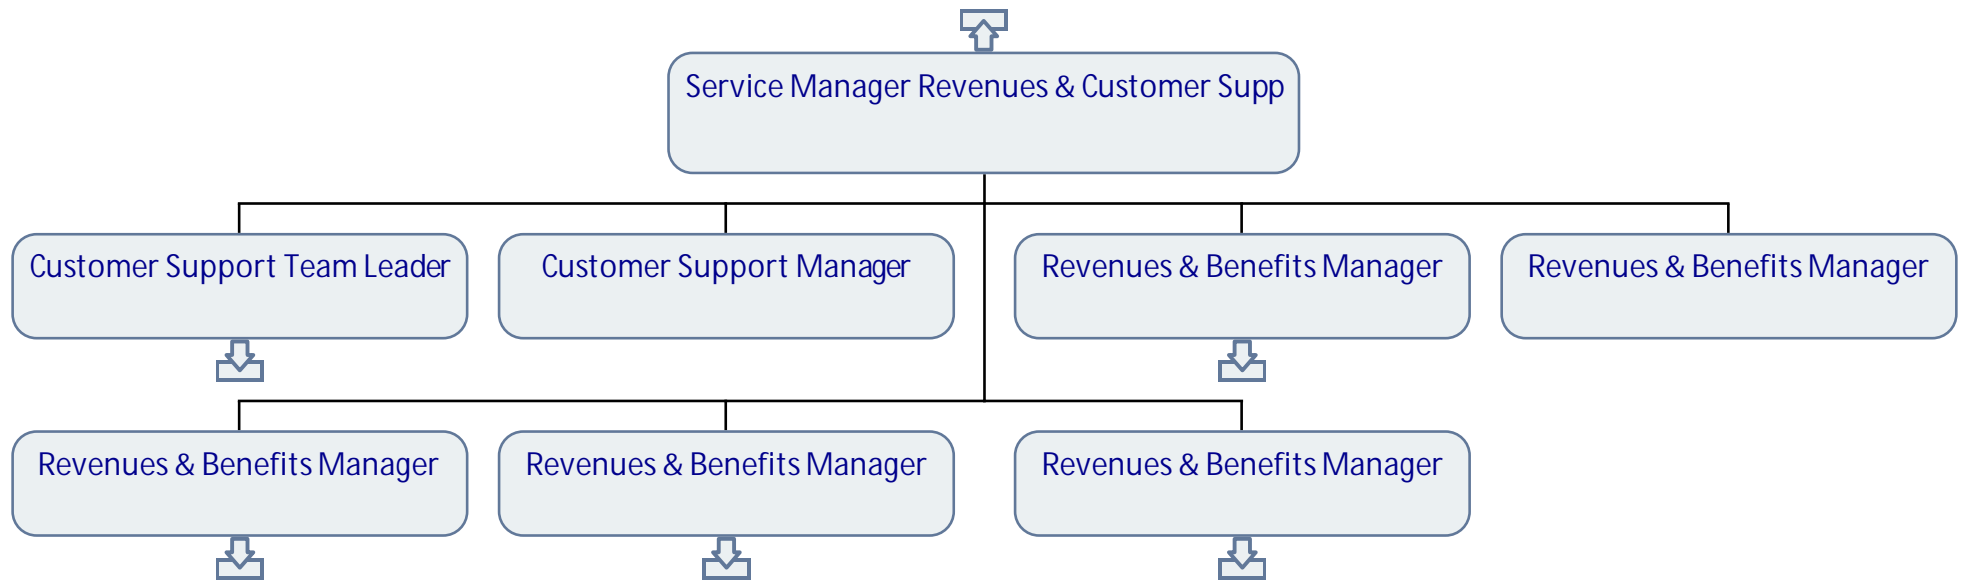 Service Manager Revenues & Customer Supp
Customer Support Team Leader
Customer Support Manager
Revenues & Benefits Manager
Revenues & Benefits Manager
Revenues & Benefits Manager
Revenues & Benefits Manager
Revenues & Benefits Manager